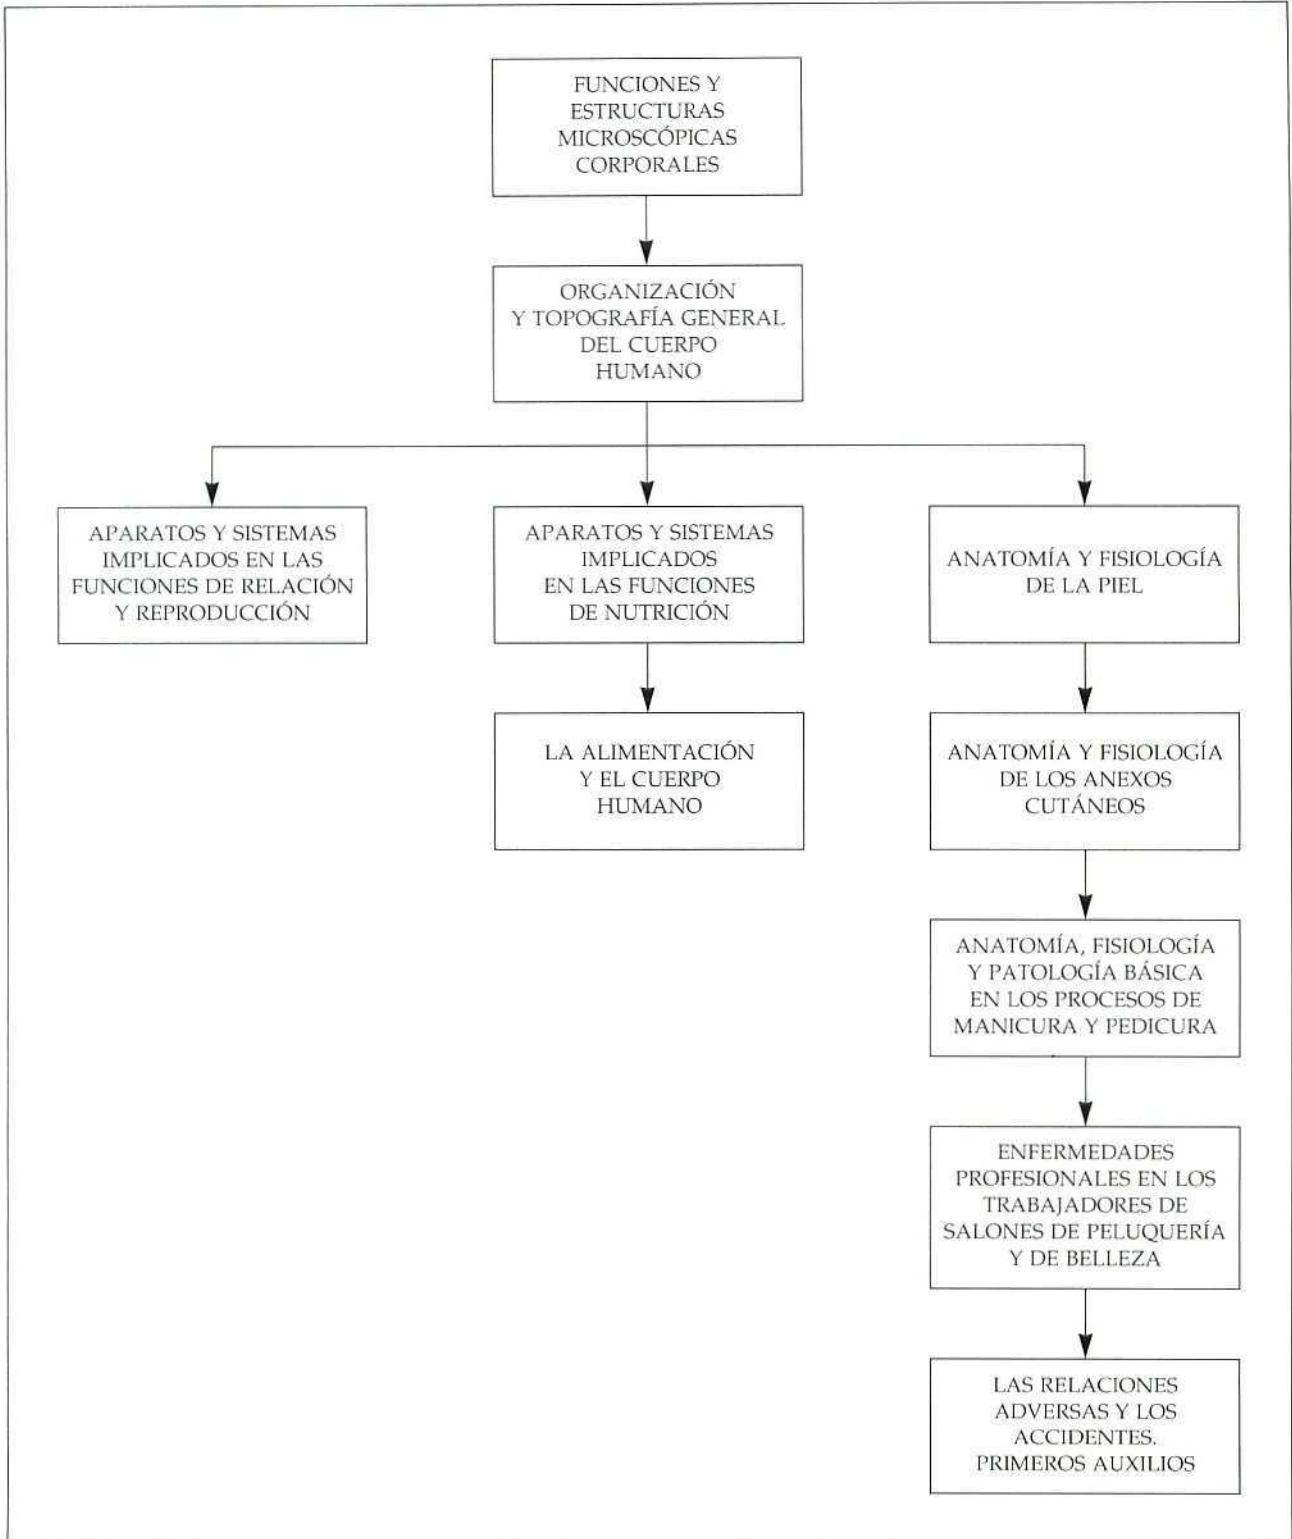 FUNCIONES Y
ESTRUCTURAS
MICROSCÓPICAS
CORPORALES
ORGANIZACIÓN
Y TOPOGRAFÍA GENERAL
DEL CUERPO
HUMANO
APARATOS Y SISTEMAS
IMPLICADOS EN LAS
FUNCIONES DE RELACIÓN
Y REPRODUCCIÓN
APARATOS Y SISTEMAS
IMPLICADOS
EN LAS FUNCIONES
DE NUTRICIÓN
ANATOMÍA Y FISIOLOGÍA
DE LA PIEL
LA ALIMENTACIÓN
Y EL CUERPO
HUMANO
ANATOMÍA Y FISIOLOGÍA
DE LOS ANEXOS
CUTÁNEOS
ANATOMÍA, FISIOLOGÍA
Y PATOLOGÍA BÁSICA
EN LOS PROCESOS DE
MANICURA Y PEDICURA
ENFERMEDADES
PROFESIONALES EN LOS
TRABAJADORES DE
SALONES DE PELUQUERÍA
Y DE BELLEZA
LAS RELACIONES
ADVERSAS Y LOS
ACCIDENTES.
PRIMEROS AUXILIOS